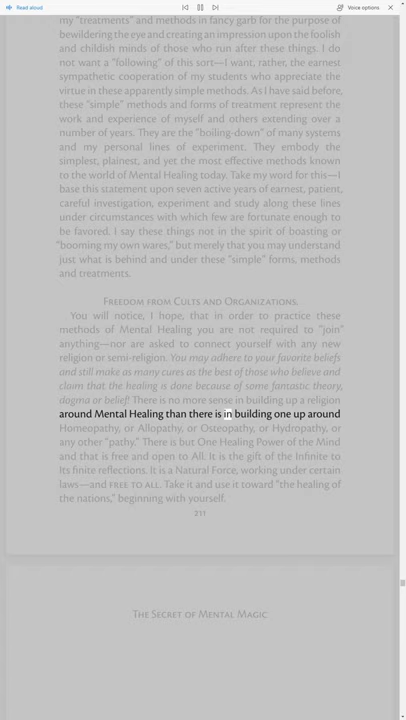 Read aloud
Voice options
my “treatments” and methods in fancy garb for the purpose of
bewildering the eye and creating an impression upon the foolish
and childish minds of those who run after these things. I do
not want a “following” of this sort—I want, rather, the earnest
sympathetic cooperation of my students who appreciate the
virtue in these apparently simple methods. As I have said before,
these “simple” methods and forms of treatment represent the
work and experience of myself and others extending over a
number of years. They are the “boiling-down” of many systems
and my personal lines of experiment. They embody the
simplest, plainest, and yet the most effective methods known
to the world of Mental Healing today. Take my word for this—I
base this statement upon seven active years of earnest, patient,
careful investigation, experiment and study along these lines
under circumstances with which few are fortunate enough to
be favored. I say these things not in the spirit of boasting or
“booming my own wares,” but merely that you may understand
just what is behind and under these “simple” forms, methods
and treatments.
Freedom from Cults and Organizations.
You will notice, I hope, that in order to practice these
methods of Mental Healing you are not required to “join”
anything—nor are asked to connect yourself with any new
religion or semi-religion. You may adhere to your favorite beliefs
and still make as many cures as the best of those who believe and
claim that the healing is done because of some fantastic theory,
dogma or belief! There is no more sense in building up a religion
around Mental Healing than there is in building one up around
Homeopathy, or Allopathy, or Osteopathy, or Hydropathy, or
any other “pathy.” There is but One Healing Power of the Mind
and that is free and open to All. It is the gift of the Infinite to
Its finite reflections. It is a Natural Force, working under certain
laws—and free to all. Take it and use it toward “the healing of
the nations,” beginning with yourself.
211
The Secret of Mental Magic